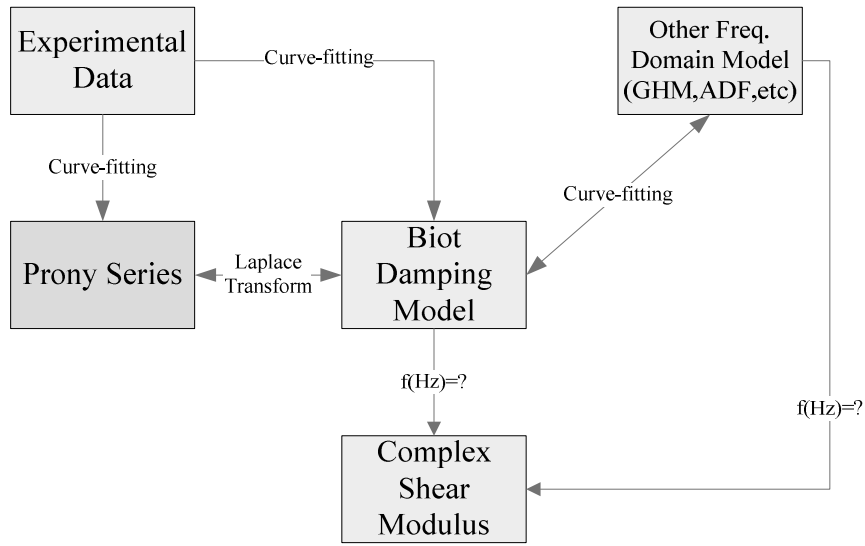 Experimental
Data
Curve-fitting
Other Freq.
Domain Model
(GHM,ADF,etc)
Curve-fitting
Curve-fitting
Prony Series
Laplace
Transform
Biot
Damping
Model
f(Hz)=?
f(Hz)=?
Complex
Shear
Modulus